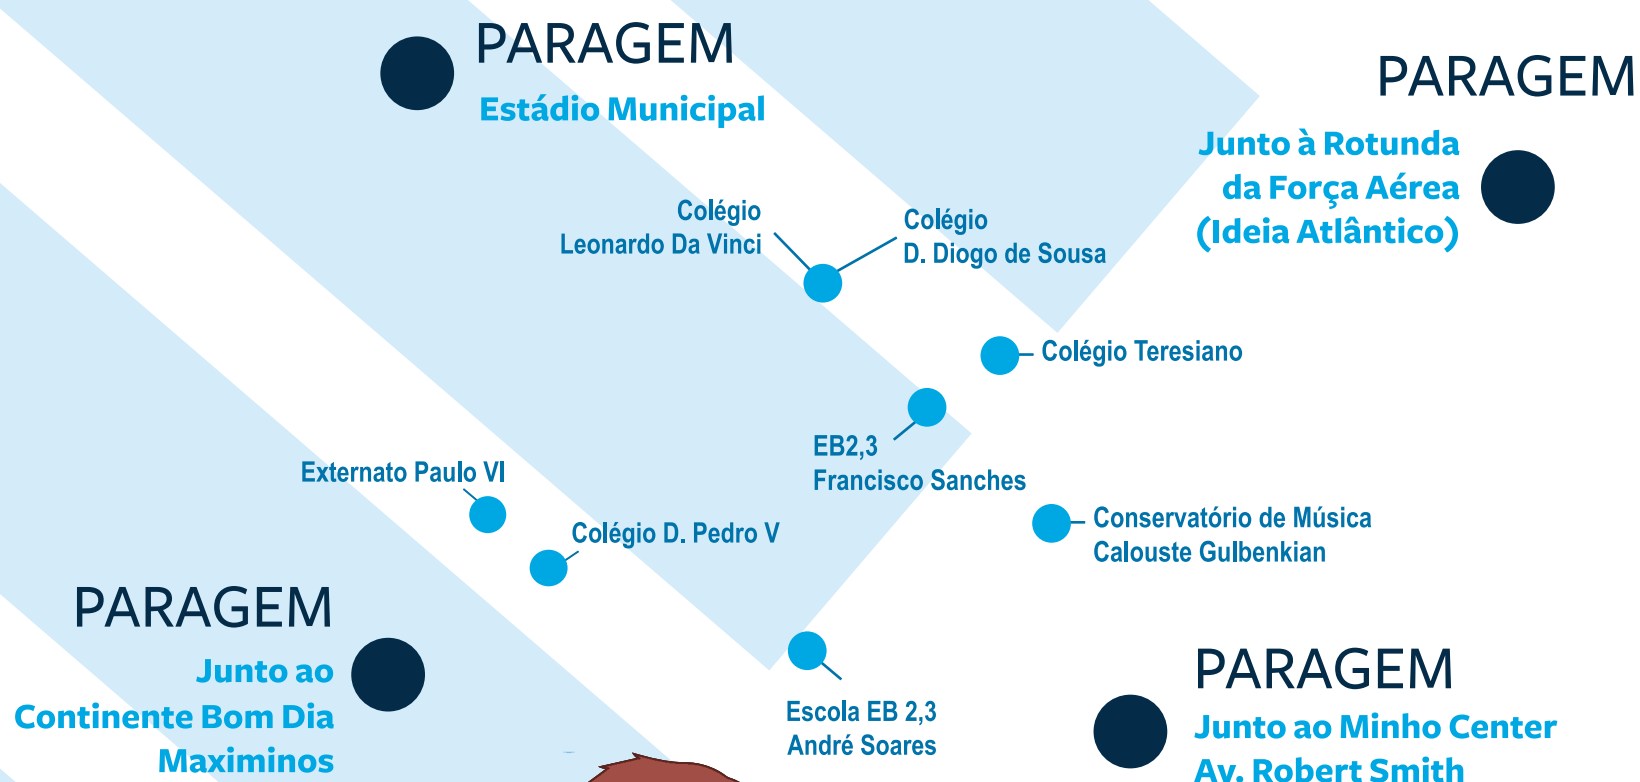 PARAGEM
Estádio Municipal
PARAGEM
Junto à Rotunda
da Força Aérea
(Ideia Atlântico)
Colégio
Leonardo Da Vinci
Colégio
D. Diogo de Sousa
Colégio Teresiano
EB2,3
Francisco Sanches
Externato Paulo VI
Colégio D. Pedro V
Conservatório de Música
Calouste Gulbenkian
PARAGEM
Junto ao
Continente Bom Dia
Maximinos
Escola EB 2,3
André Soares
PARAGEM
Junto ao Minho Center
Av. Robert Smith